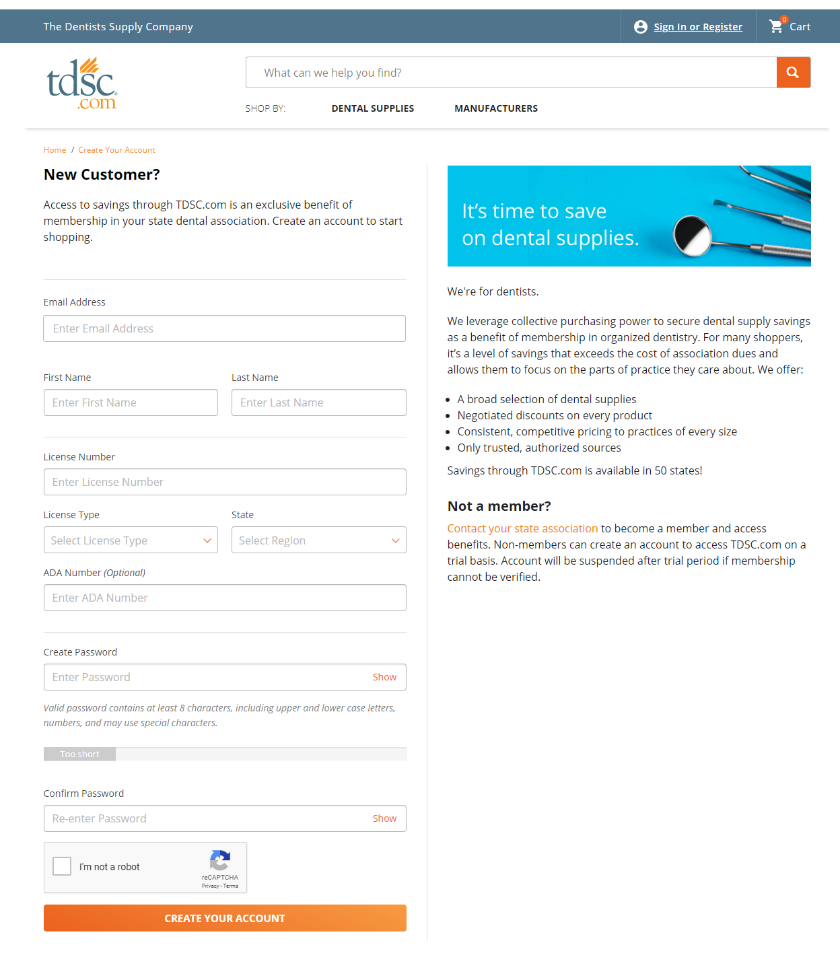 The Dentists Supply Company
Sign In or Register
0
Cart
tdsc
.com
What can we help you find?
SHOP BY:
DENTAL SUPPLIES
MANUFACTURERS
Home / Create Your Account
New Customer?
Access to savings through TDSC.com is an exclusive benefit of
membership in your state dental association. Create an account to start
shopping.
Email Address
Enter Email Address
First Name
Last Name
Enter First Name
Enter Last Name
License Number
Enter License Number
License Type
State
Select License Type
Select Region
ADA Number (Optional)
Enter ADA Number
Create Password
Enter Password
Show
Valid password contains at least 8 characters, including upper and lower case letters,
numbers, and may use special characters.
Too short
Confirm Password
Re-enter Password
Show
I'm not a robot
reCAPTCHA
Privacy - Terms
CREATE YOUR ACCOUNT
It's time to save
on dental supplies.
We're for dentists.
We leverage collective purchasing power to secure dental supply savings
as a benefit of membership in organized dentistry. For many shoppers,
it's a level of savings that exceeds the cost of association dues and
allows them to focus on the parts of practice they care about. We offer:
• A broad selection of dental supplies
• Negotiated discounts on every product
• Consistent, competitive pricing to practices of every size
• Only trusted, authorized sources
Savings through TDSC.com is available in 50 states!
Not a member?
Contact your state association to become a member and access
benefits. Non-members can create an account to access TDSC.com on a
trial basis. Account will be suspended after trial period if membership
cannot be verified.